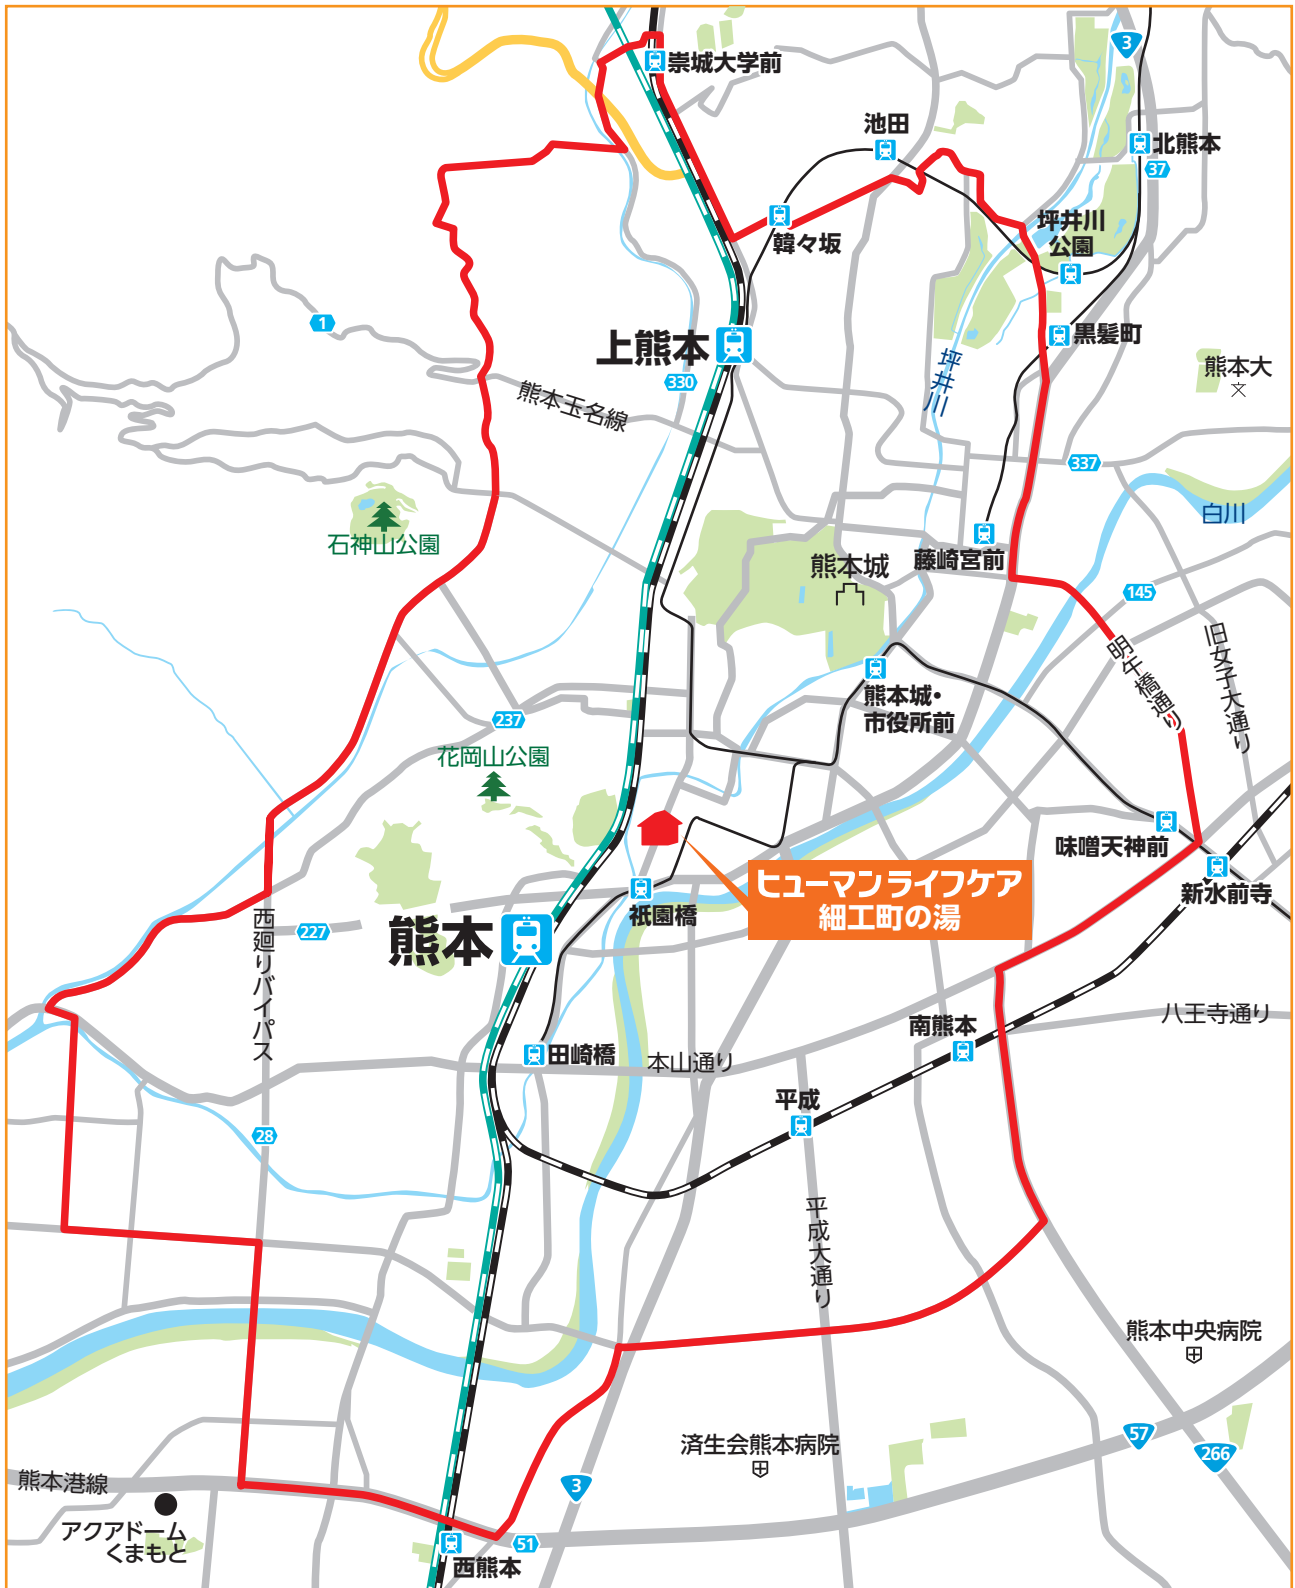 3
崇城大学前
池田
北熊本
37
坪井川
公園
韓々坂
1
上熊本
黒髪町
330
坪井川
熊本大
文
熊本玉名線
337
白川
石神山公園
藤崎宮前
熊本城
145
明午橋通り
旧女子大通り
熊本城・
市役所前
237
花岡山公園
味噌天神前
ヒューマンライフケア
細工町の湯
新水前寺
祇園橋
西廻りバイパス
227
熊本
八王寺通り
南熊本
田崎橋
本山通り
平成
28
平成大通り
熊本中央病院
済生会熊本病院
57
266
熊本港線
3
アクアドーム
くまもと
51
西熊本